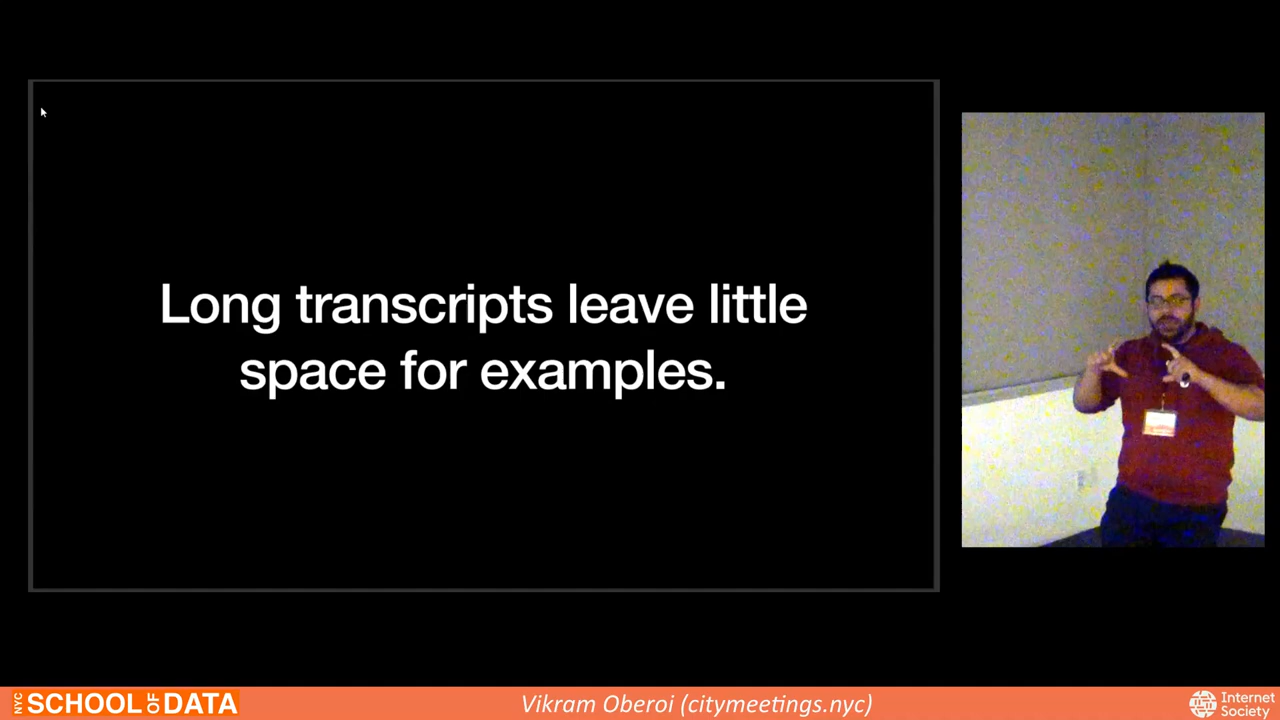 Long transcripts leave little
space for examples.
NYC SCHOOL OF DATA
Vikram Oberoi (citymeetings.nyc)
Internet
Society